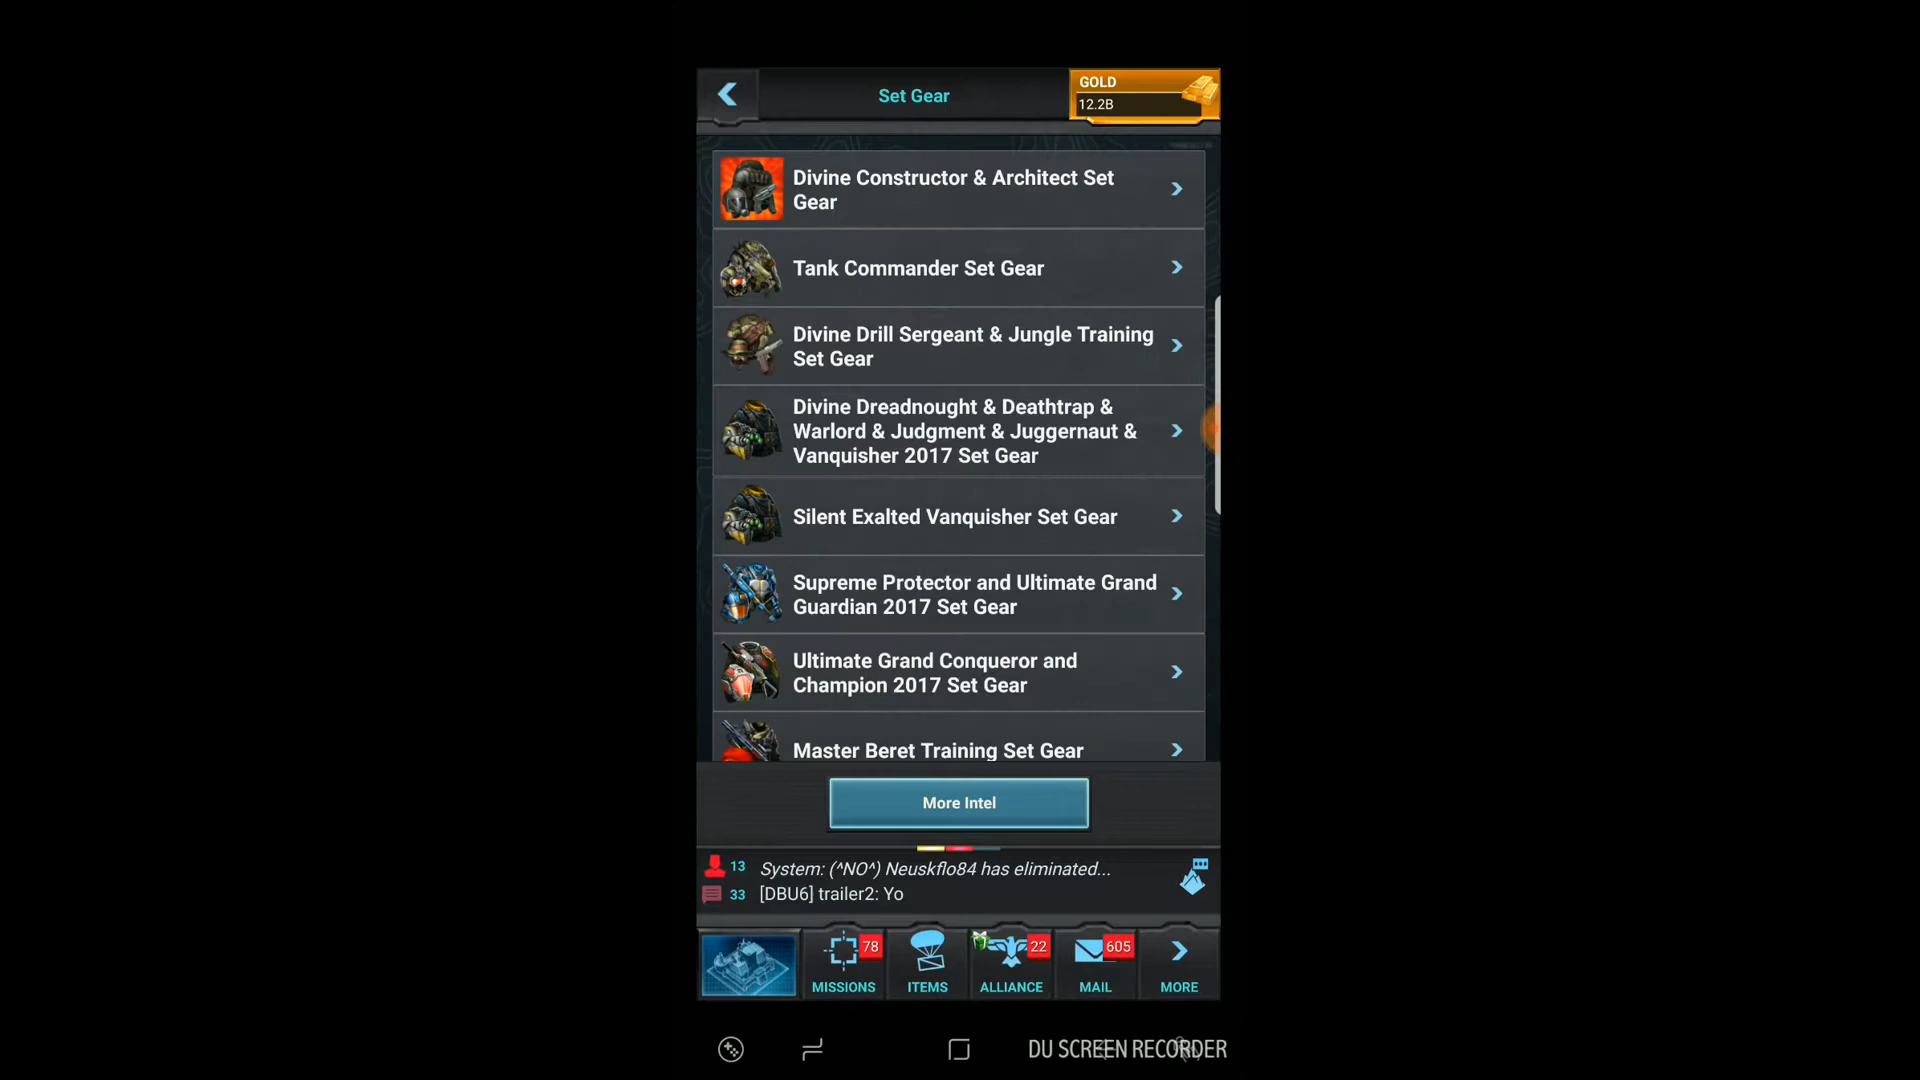 Set Gear
GOLD
12.2B
Divine Constructor & Architect Set
Gear
Tank Commander Set Gear
Divine Drill Sergeant & Jungle Training
Set Gear
Divine Dreadnought & Deathtrap &
Warlord & Judgment & Juggernaut &
Vanquisher 2017 Set Gear
Silent Exalted Vanquisher Set Gear
Supreme Protector and Ultimate Grand
Guardian 2017 Set Gear
Ultimate Grand Conqueror and
Champion 2017 Set Gear
Master Beret Training Set Gear
More Intel
13 System: (^NO^) Neuskflo84 has eliminated...
33 [DBU6] trailer2: Yo
78 22 605
MISSIONS ITEMS ALLIANCE MAIL MORE
DU SCREEN RECORDER